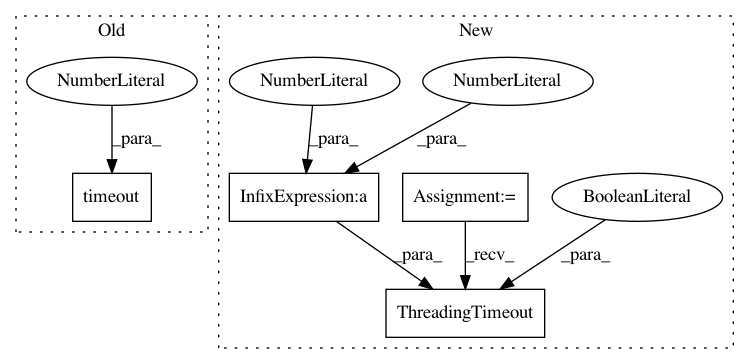 Old
New
NumberLiteral
NumberLiteral
NumberLiteral
_para_
_para_
_para_
timeout
InfixExpression:a
Assignment:=
BooleanLiteral
_para_
_recv_
_para_
ThreadingTimeout